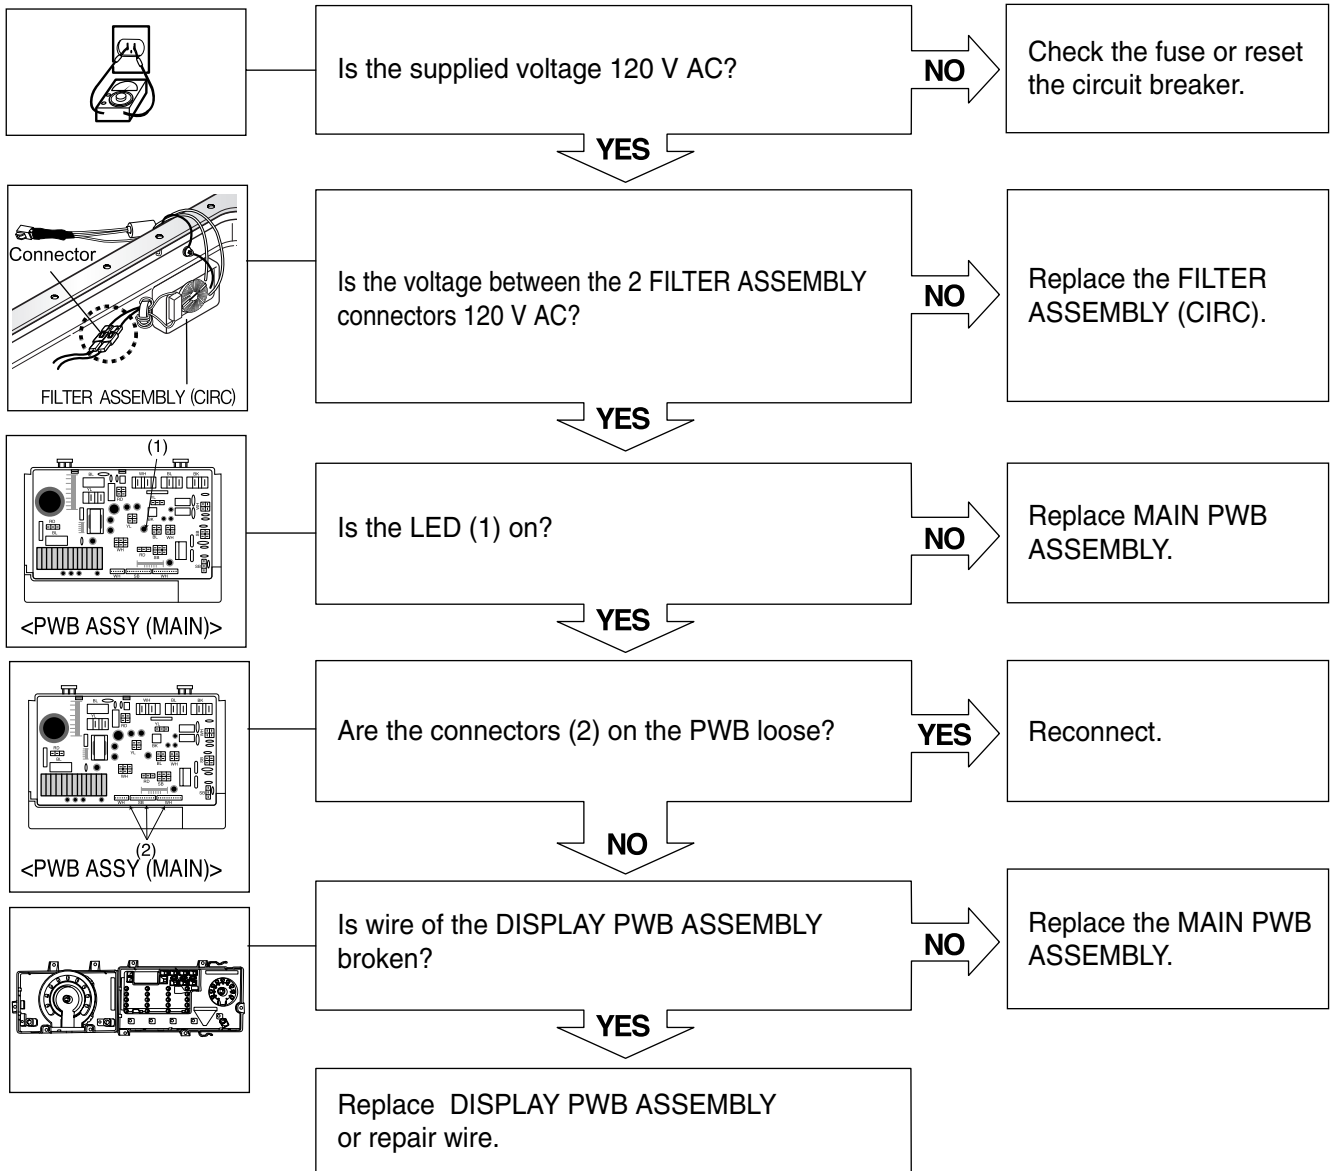 Is the supplied voltage 120 V AC?
NO
Check the fuse or reset
the circuit breaker.
YES
Connector
FILTER ASSEMBLY (CIRC)
Is the voltage between the 2 FILTER ASSEMBLY
connectors 120 V AC?
NO
Replace the FILTER
ASSEMBLY (CIRC).
YES
(1)
<PWB ASSY (MAIN)>
Is the LED (1) on?
NO
Replace MAIN PWB
ASSEMBLY.
YES
(2)
<PWB ASSY (MAIN)>
Are the connectors (2) on the PWB loose?
YES
Reconnect.
NO
Is wire of the DISPLAY PWB ASSEMBLY
broken?
NO
Replace the MAIN PWB
ASSEMBLY.
YES
Replace DISPLAY PWB ASSEMBLY
or repair wire.